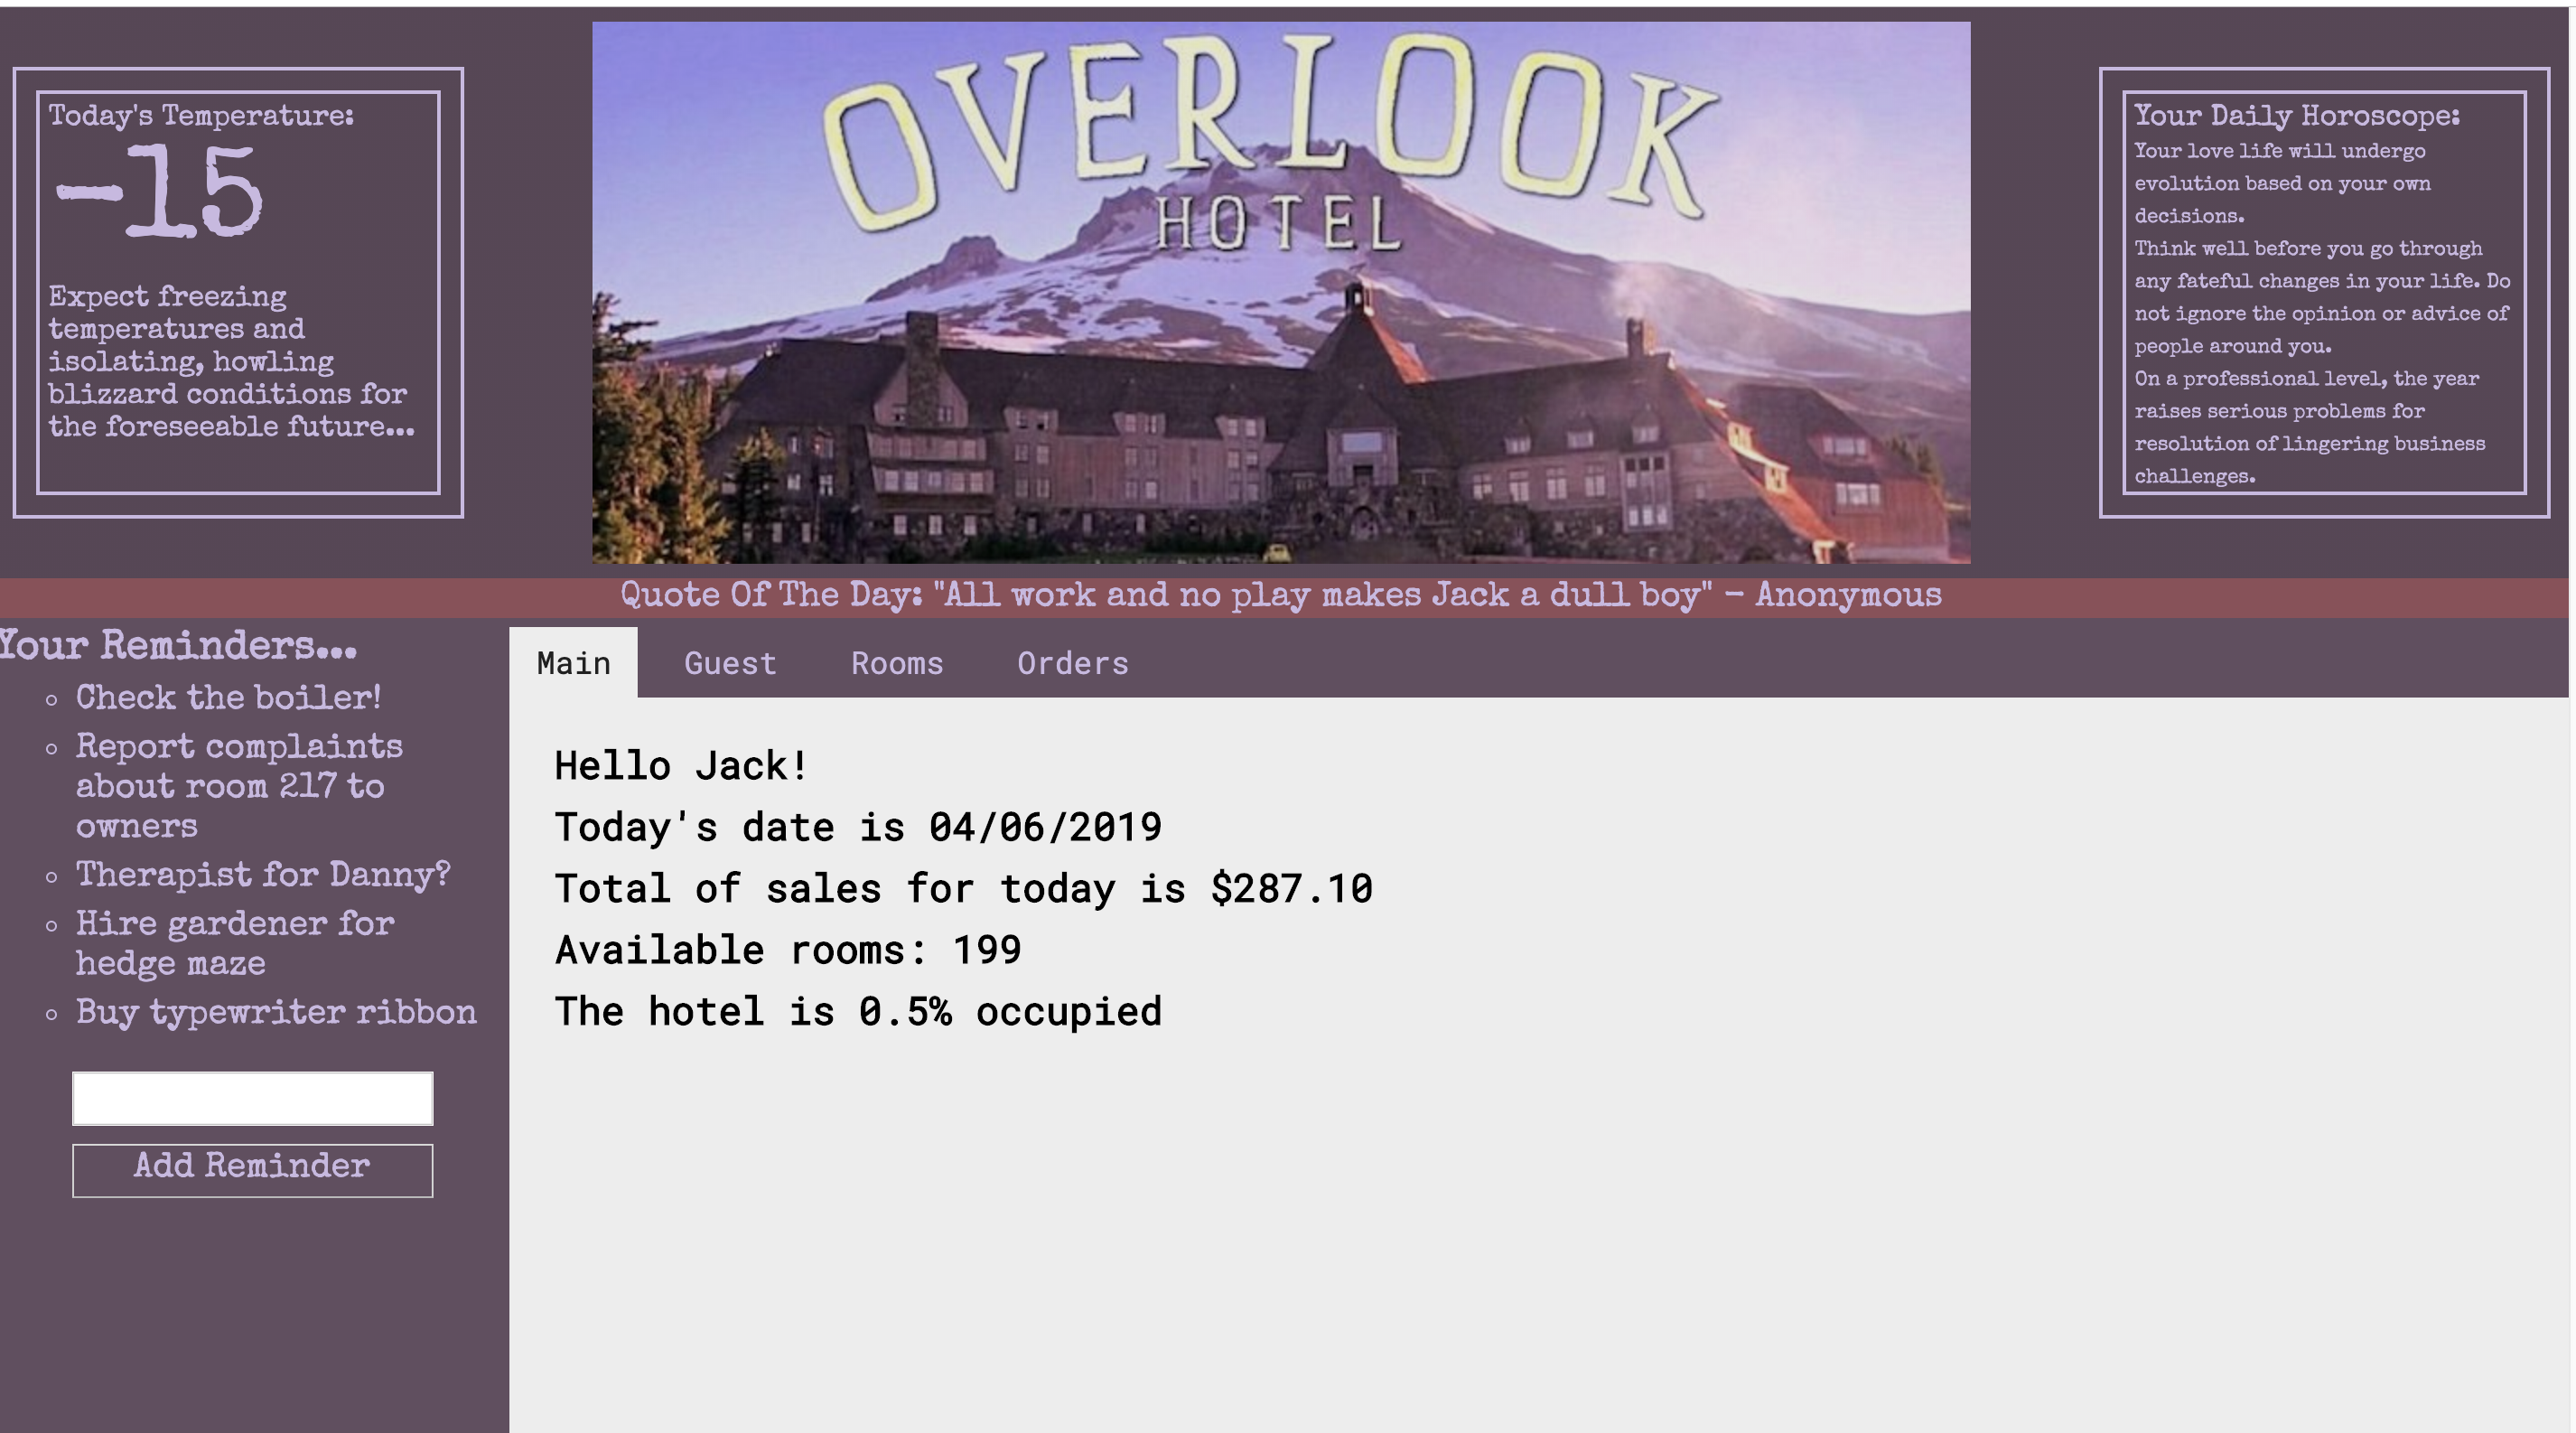 Today's Temperature:
-15
Expect freezing
temperatures and
isolating, howling
blizzard conditions for
the foreseeable future...
OVERLOOK
HOTEL
Your Daily Horoscope:
Your love life will undergo
evolution based on your own
decisions.
Think well before you go through
any fateful changes in your life. Do
not ignore the opinion or advice of
people around you.
On a professional level, the year
raises serious problems for
resolution of lingering business
challenges.
Quote Of The Day: "All work and no play makes Jack a dull boy" - Anonymous
Your Reminders...
Check the boiler!
Report complaints
about room 217 to
owners
Therapist for Danny?
Hire gardener for
hedge maze
Buy typewriter ribbon
Add Reminder
Main Guest Rooms Orders
Hello Jack!
Today's date is 04/06/2019
Total of sales for today is $287.10
Available rooms: 199
The hotel is 0.5% occupied